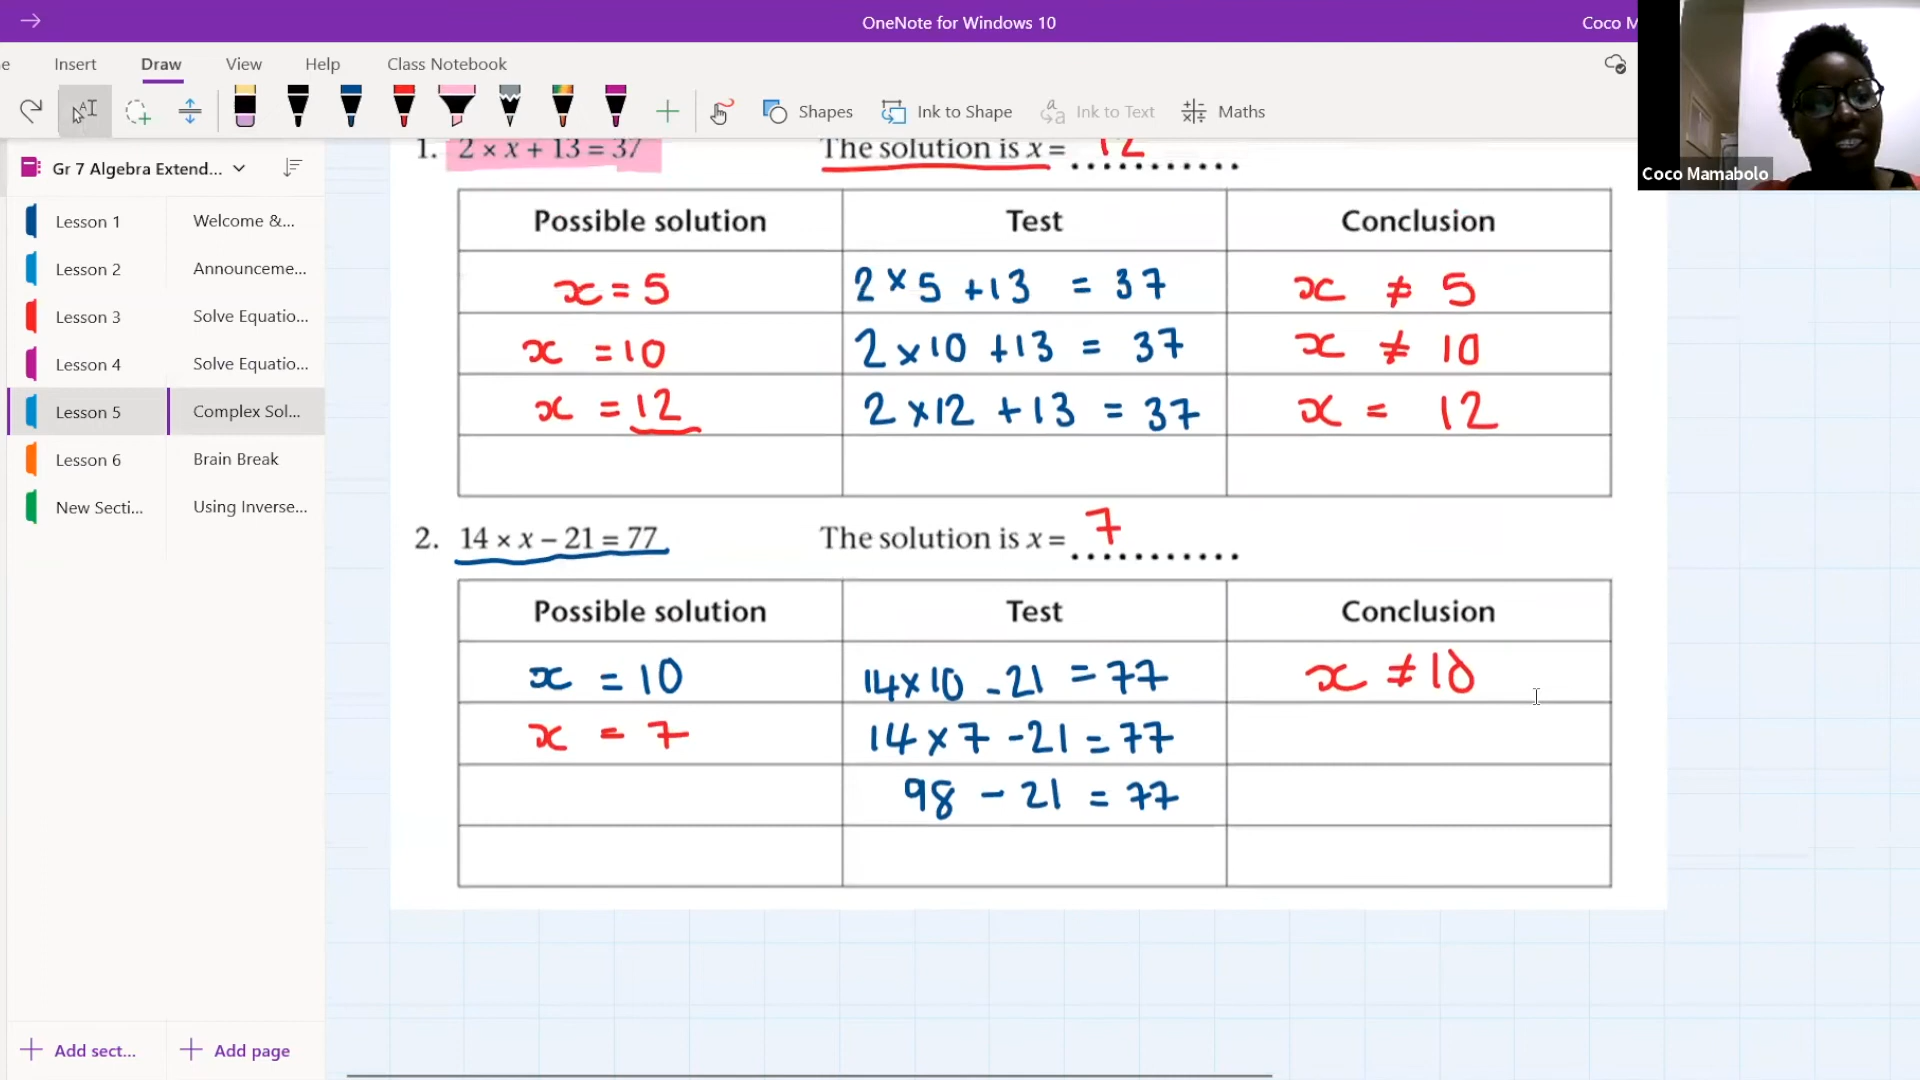 OneNote for Windows 10
Coco M
e
Insert
Draw
View
Help
Class Notebook
Shapes
Ink to Shape
Ink to Text
Maths
Coco Mamabolo
Gr 7 Algebra Extend...
Lesson 1
Lesson 2
Lesson 3
Lesson 4
Lesson 5
Lesson 6
New Secti...
Welcome &...
Announceme...
Solve Equatio...
Solve Equatio...
Complex Sol...
Brain Break
Using Inverse...
Add sect...
Add page
1. 2 × x + 13 = 37 The solution is x = 12
Possible solution Test Conclusion
x = 5 2 × 5 + 13 = 37 x ≠ 5
x = 10 2 × 10 + 13 = 37 x ≠ 10
x = 12 2 × 12 + 13 = 37 x = 12
2. 14 × x – 21 = 77 The solution is x = 7
Possible solution Test Conclusion
x = 10 14 × 10 - 21 = 77 x ≠ 10
x = 7 14 × 7 - 21 = 77
98 - 21 = 77